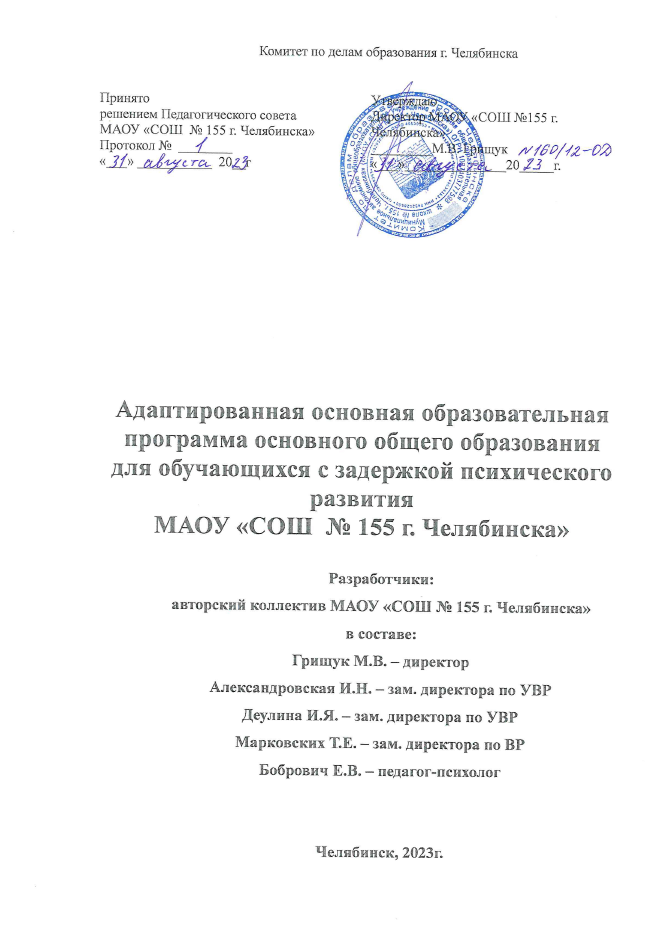 Комитет по делам образования г. Челябинска
Принято
решением Педагогического совета
МАОУ «СОШ № 155 г. Челябинска»
Протокол № 1
«31» августа 2023г
Утверждаю
Директор МАОУ «СОШ №155 г.
Челябинска»
М.В. Грищук №160/12-ОД
«31» августа 2023 г.
Адаптированная основная образовательная
программа основного общего образования
для обучающихся с задержкой психического
развития
МАОУ «СОШ № 155 г. Челябинска»
Разработчики:
авторский коллектив МАОУ «СОШ № 155 г. Челябинска»
в составе:
Грищук М.В. – директор
Александровская И.Н. – зам. директора по УВР
Деулина И.Я. – зам. директора по УВР
Марковских Т.Е. – зам. директора по ВР
Бобрович Е.В. – педагог-психолог
Челябинск, 2023г.